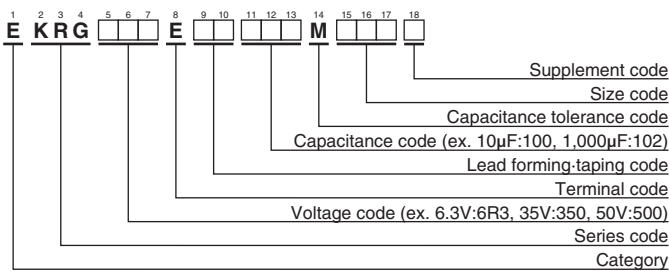 1 2 3 4 5 6 7 8 9 10 11 12 13 14 15 16 17 18
E KRG E M
Supplement code
Size code
Capacitance tolerance code
Capacitance code (ex. 10µF:100, 1,000µF:102)
Lead forming·taping code
Terminal code
Voltage code (ex. 6.3V:6R3, 35V:350, 50V:500)
Series code
Category